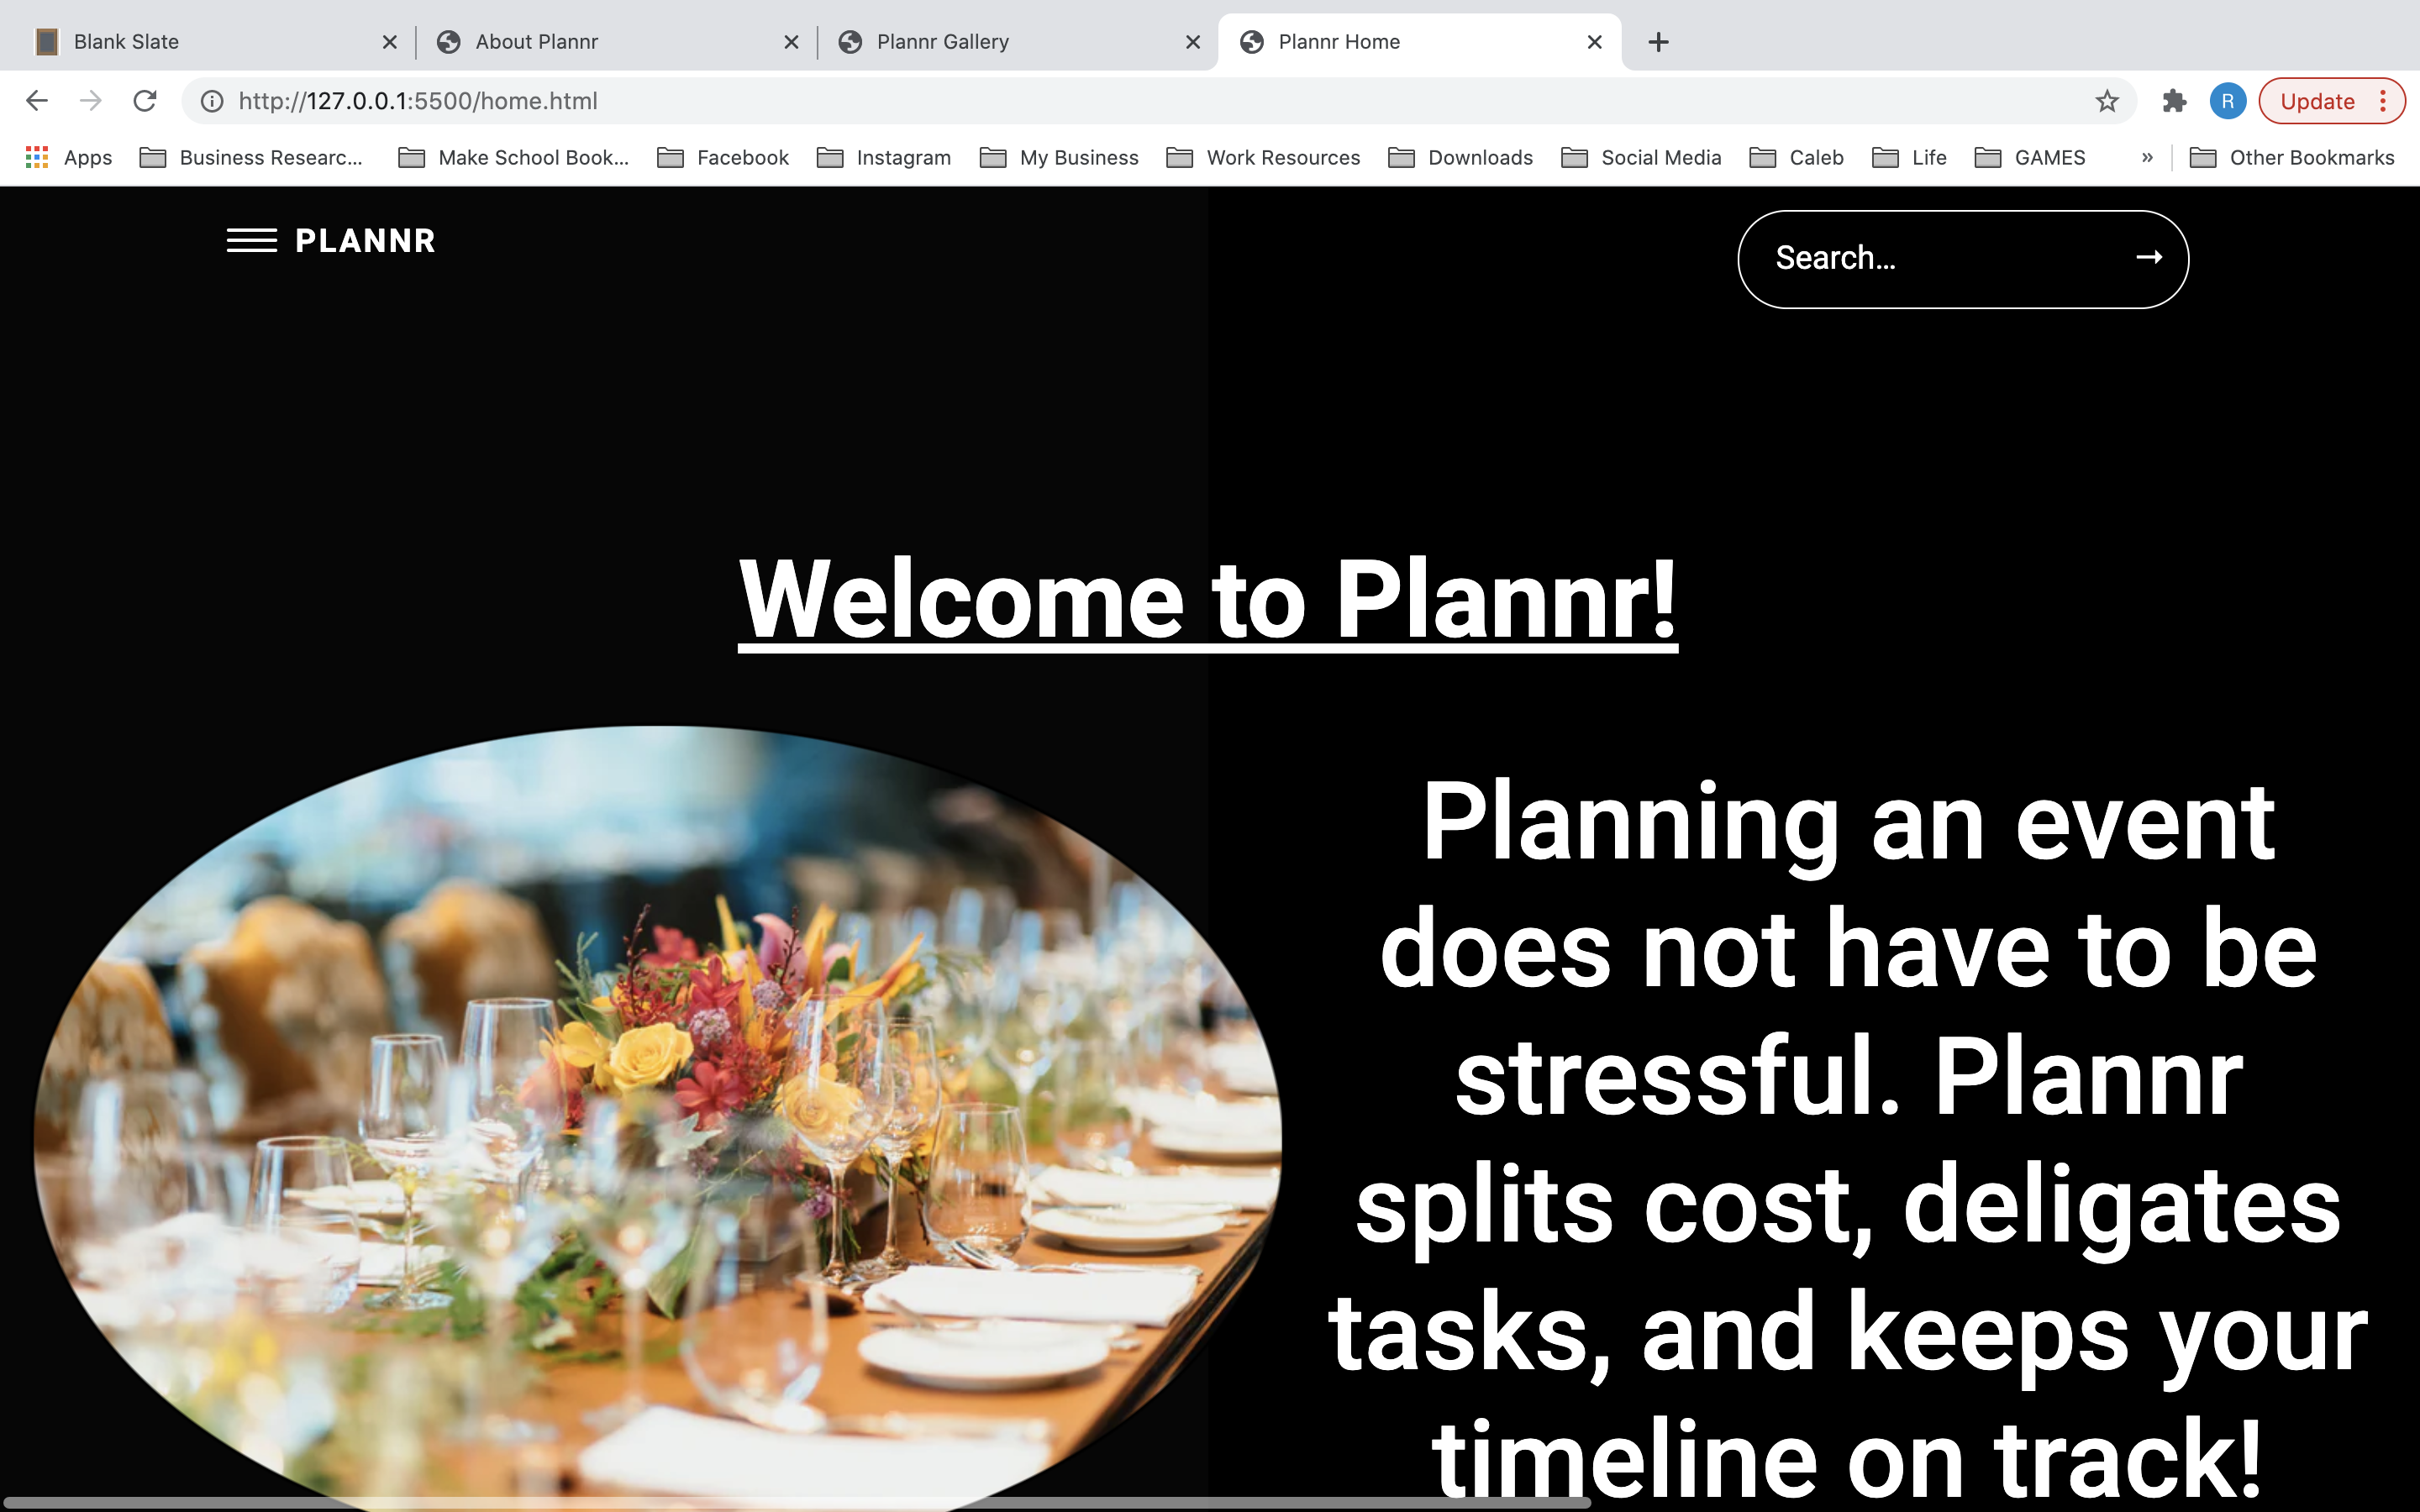 Blank Slate
About Plannr
Plannr Gallery
Plannr Home
http://127.0.0.1:5500/home.html
R
Update
Apps
Business Researc...
Make School Book...
Facebook
Instagram
My Business
Work Resources
Downloads
Social Media
Caleb
Life
GAMES
»
Other Bookmarks
PLANNR
Search...
Welcome to Plannr!
Planning an event
does not have to be
stressful. Plannr
splits cost, deligates
tasks, and keeps your
timeline on track!